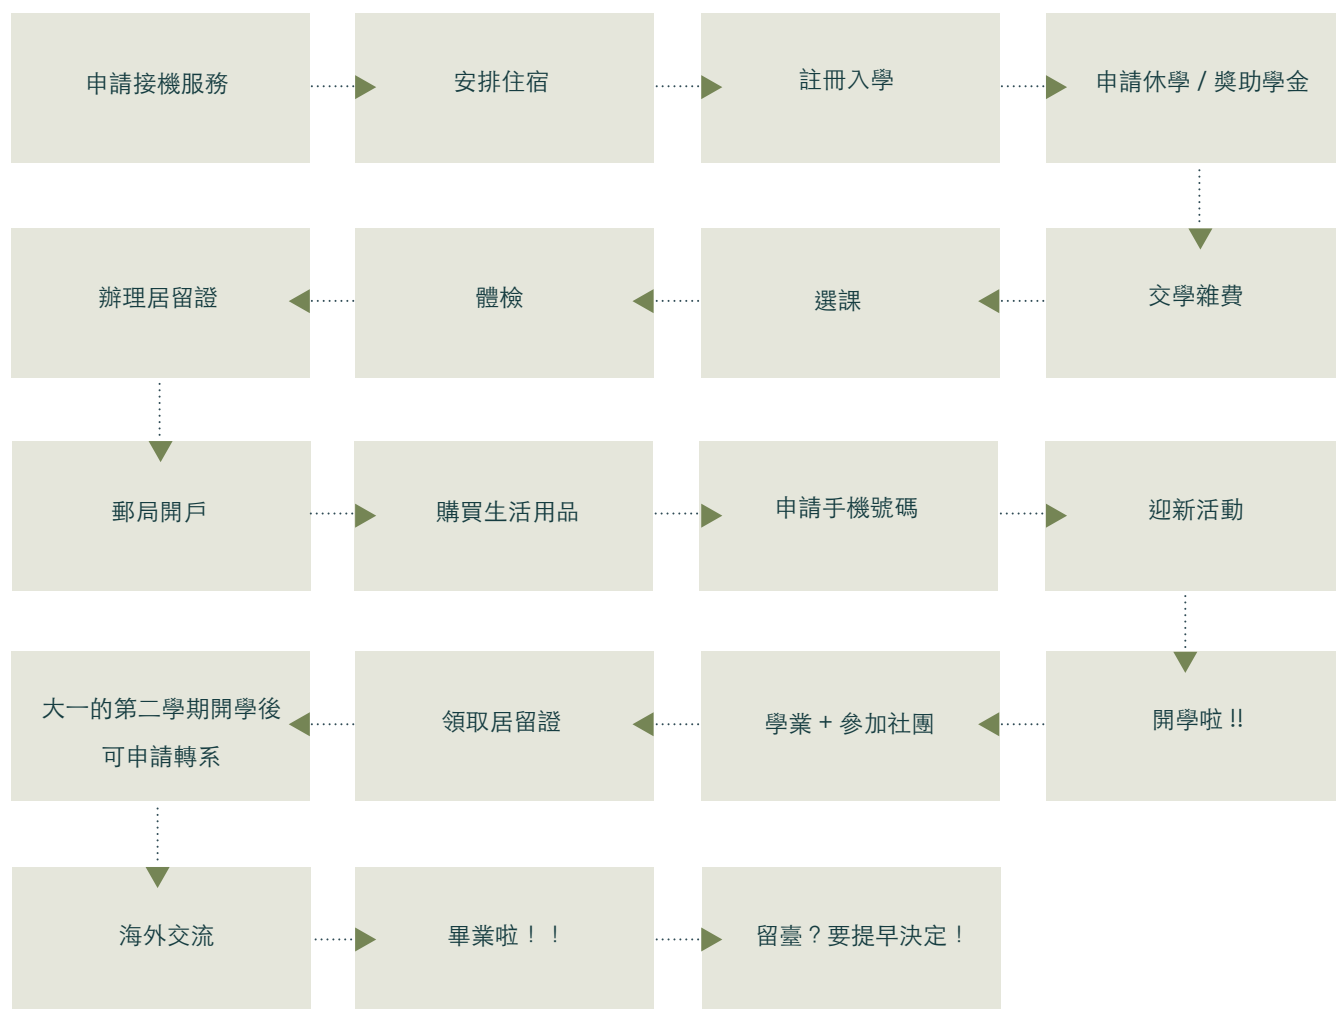 申請接機服務
安排住宿
註冊入學
申請休學 / 獎助學金
交學雜費
選課
體檢
辦理居留證
郵局開戶
購買生活用品
申請手機號碼
迎新活動
開學啦 !!
學業 + 參加社團
領取居留證
大一的第二學期開學後
可申請轉系
海外交流
畢業啦！！
留臺？要提早決定！